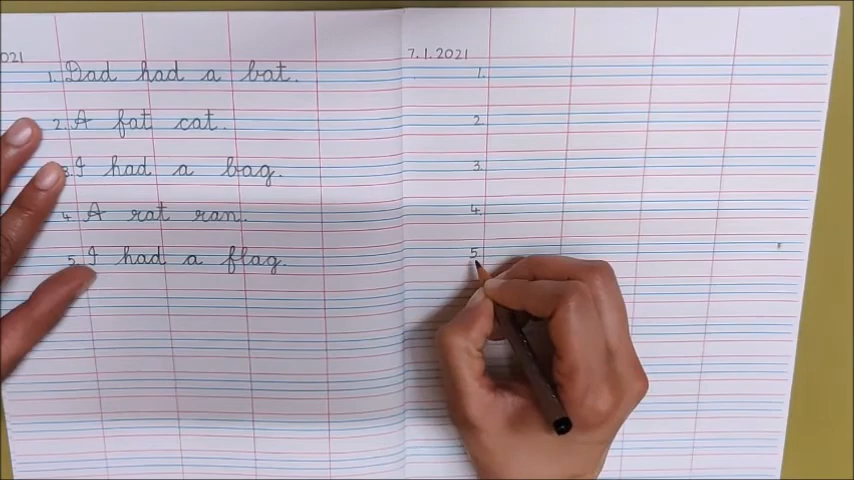 021
1. Dad had a bat.
2. A fat cat.
3. I had a bag.
4. A rat ran.
5. I had a flag.
7.1.2021
1.
2.
3.
4.
5.